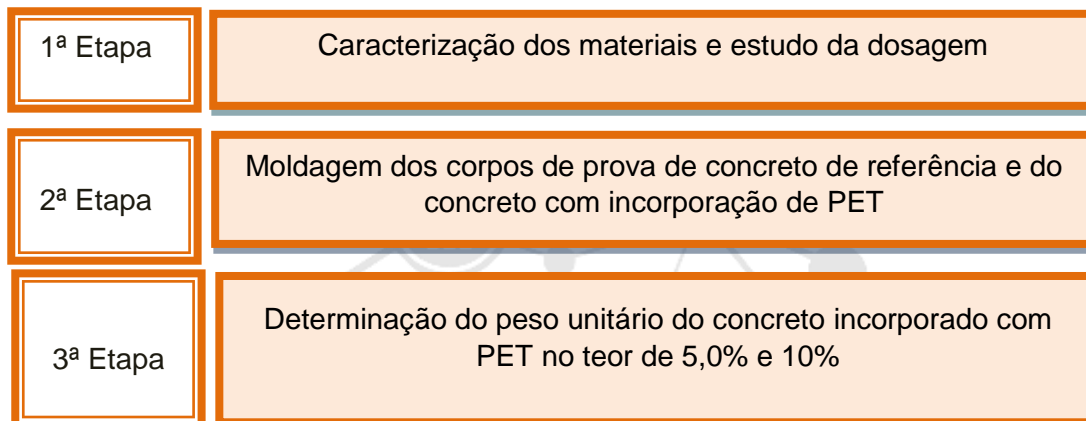 1ª Etapa
Caracterização dos materiais e estudo da dosagem
2ª Etapa
Moldagem dos corpos de prova de concreto de referência e do
concreto com incorporação de PET
3ª Etapa
Determinação do peso unitário do concreto incorporado com
PET no teor de 5,0% e 10%